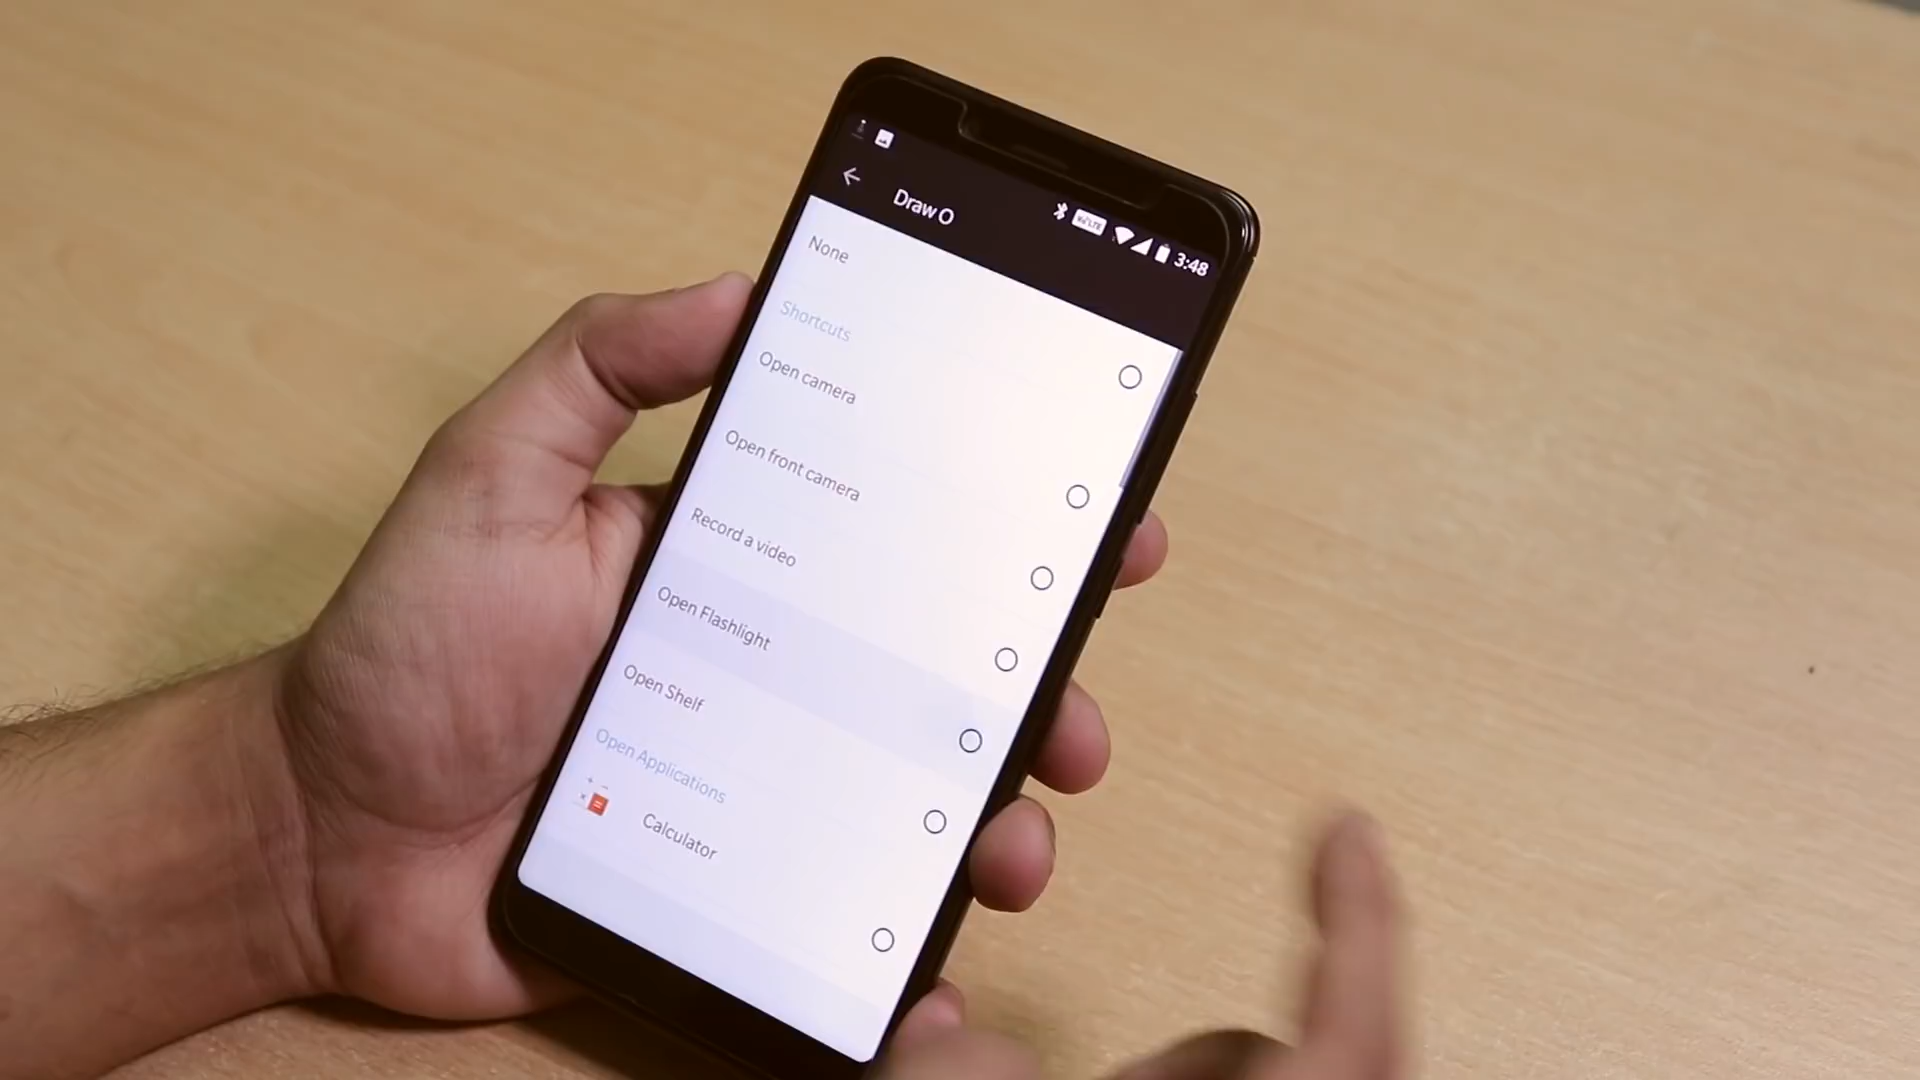 Draw O
VoLTE
3:48
None
Shortcuts
Open camera
Open front camera
Record a video
Open Flashlight
Open Shelf
Open Applications
Calculator